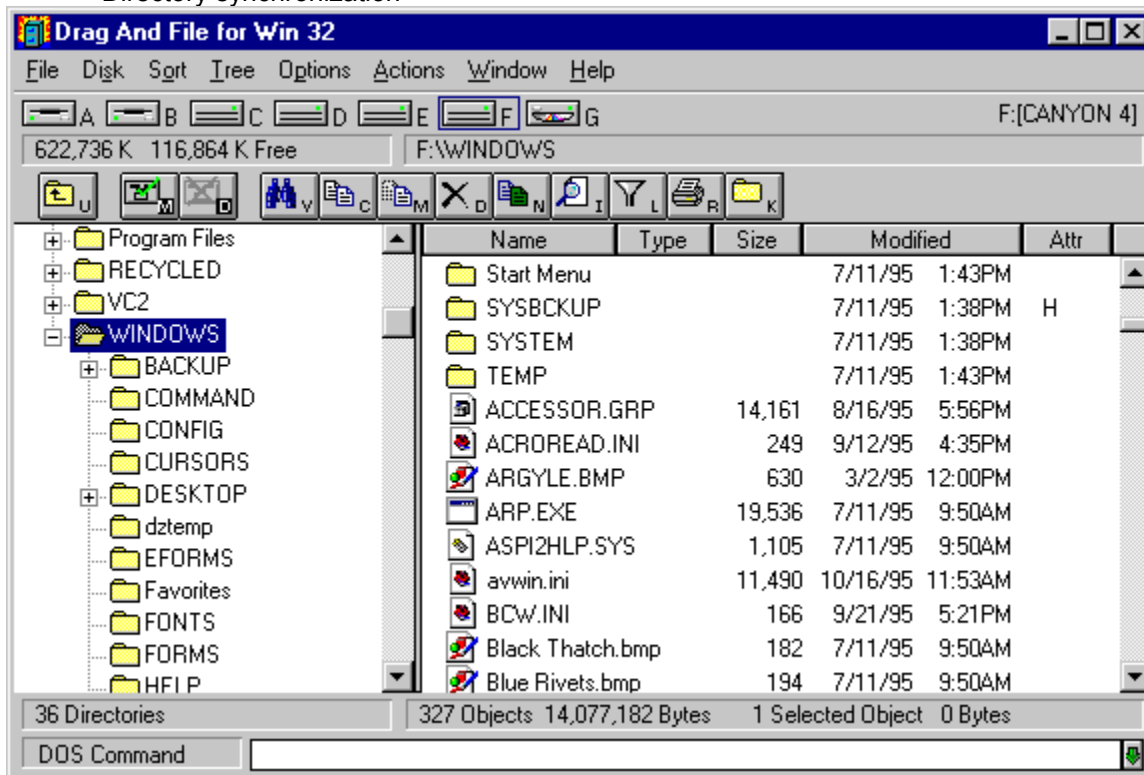 Directory synchronization
Drag And File for Win 32
File Disk Sort Tree Options Actions Window Help
A B C D E F G F:[CANYON 4]
622,736 K 116,864 K Free F:\WINDOWS
U M D V C M D N I L R K
Program Files
RECYCLED
VC2
WINDOWS
BACKUP
COMMAND
CONFIG
CURSORS
DESKTOP
dztemp
EFORMS
Favorites
FONTS
FORMS
HELP
Name Type Size Modified Attr
Start Menu 7/11/95 1:43PM
SYSBCKUP 7/11/95 1:38PM H
SYSTEM 7/11/95 1:38PM
TEMP 7/11/95 1:43PM
ACCESSOR.GRP 14,161 8/16/95 5:56PM
ACROREAD.INI 249 9/12/95 4:35PM
ARGYLE.BMP 630 3/2/95 12:00PM
ARP.EXE 19,536 7/11/95 9:50AM
ASPI2HLP.SYS 1,105 7/11/95 9:50AM
avwin.ini 11,490 10/16/95 11:53AM
BCW.INI 166 9/21/95 5:21PM
Black Thatch.bmp 182 7/11/95 9:50AM
Blue Rivets.bmp 194 7/11/95 9:50AM
36 Directories 327 Objects 14,077,182 Bytes 1 Selected Object 0 Bytes
DOS Command